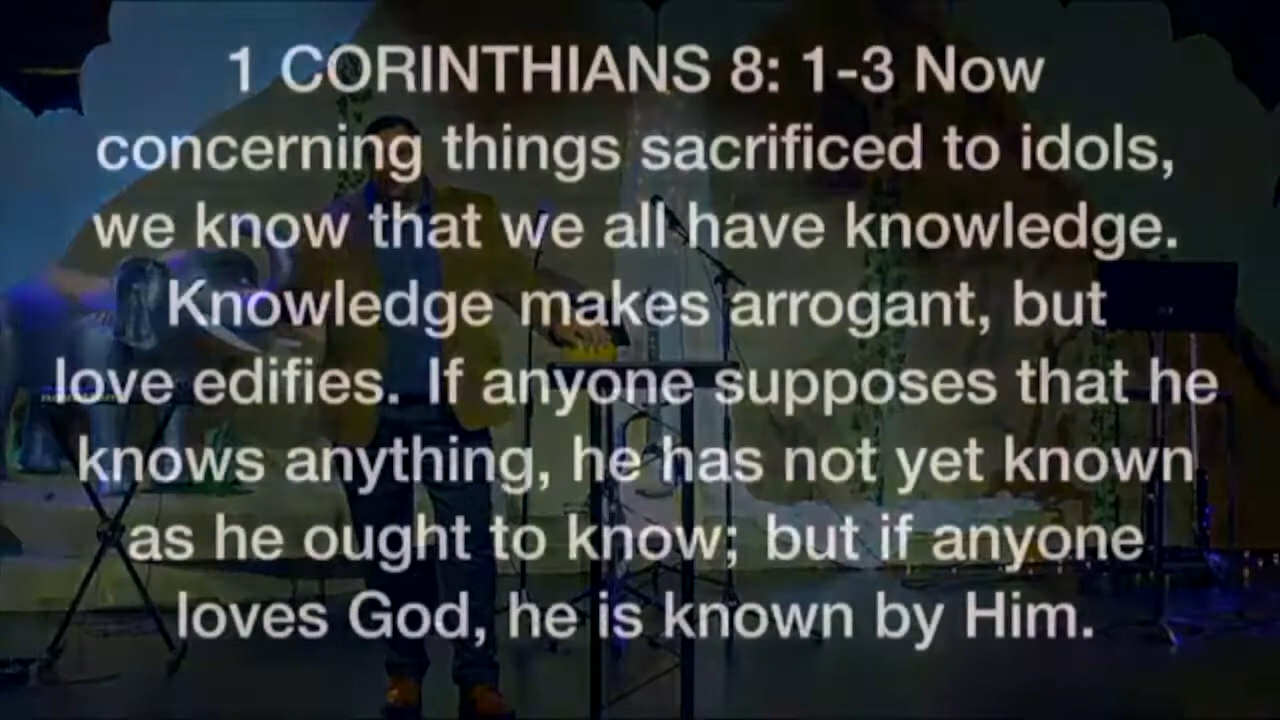 1 CORINTHIANS 8: 1-3 Now
concerning things sacrificed to idols,
we know that we all have knowledge.
Knowledge makes arrogant, but
love edifies. If anyone supposes that he
knows anything, he has not yet known
as he ought to know; but if anyone
loves God, he is known by Him.